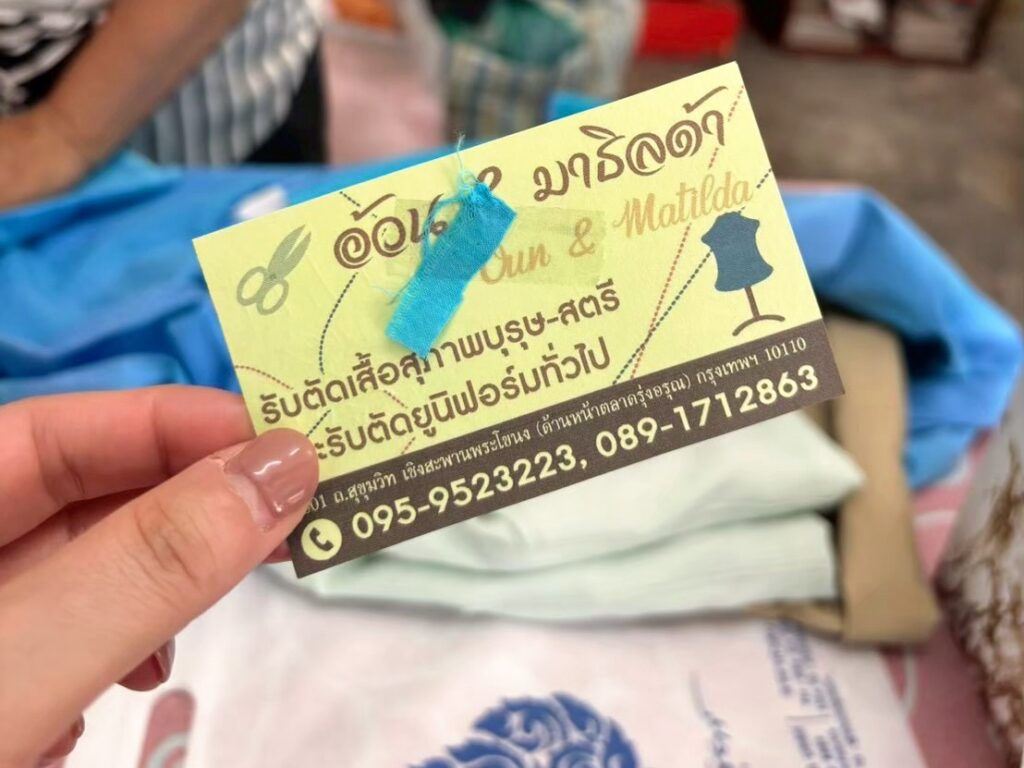 & มาธิลด้า
Oun & Matilda
รับตัดเสื้อสุภาพบุรุษ-สตรี
ะรับตัดยูนิฟอร์มทั่วไป
01 ถ.สุขุมวิท เชิงสะพานพระโขนง (ด้านหน้าตลาดรุ่งอรุณ) กรุงเทพฯ 10110
095-9523223, 089-1712863